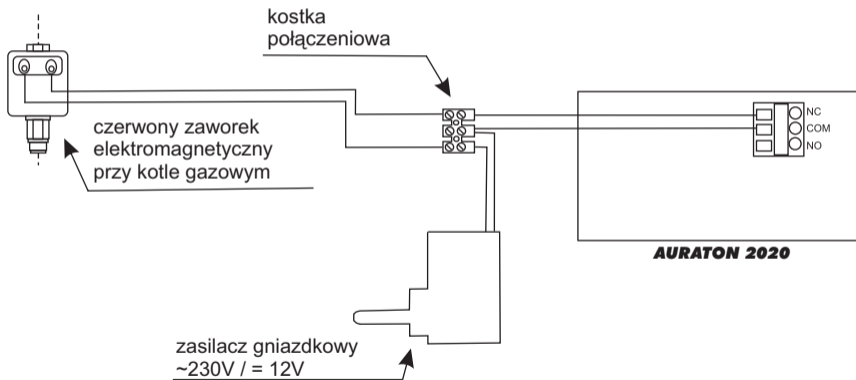 kostka
połączeniowa
czerwony zaworek
elektromagnetyczny
przy kotle gazowym
NC
COM
NO
AURATON 2020
zasilacz gniazdkowy
~230V / = 12V